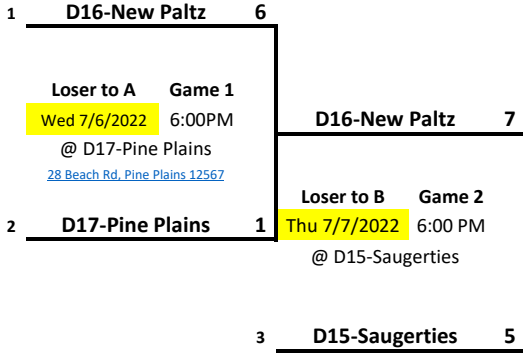 1 D16-New Paltz 6
Loser to A Game 1
Wed 7/6/2022 6:00PM
@ D17-Pine Plains
28 Beach Rd, Pine Plains 12567
D16-New Paltz 7
Loser to B Game 2
2 D17-Pine Plains 1
Thu 7/7/2022 6:00 PM
@ D15-Saugerties
3 D15-Saugerties 5